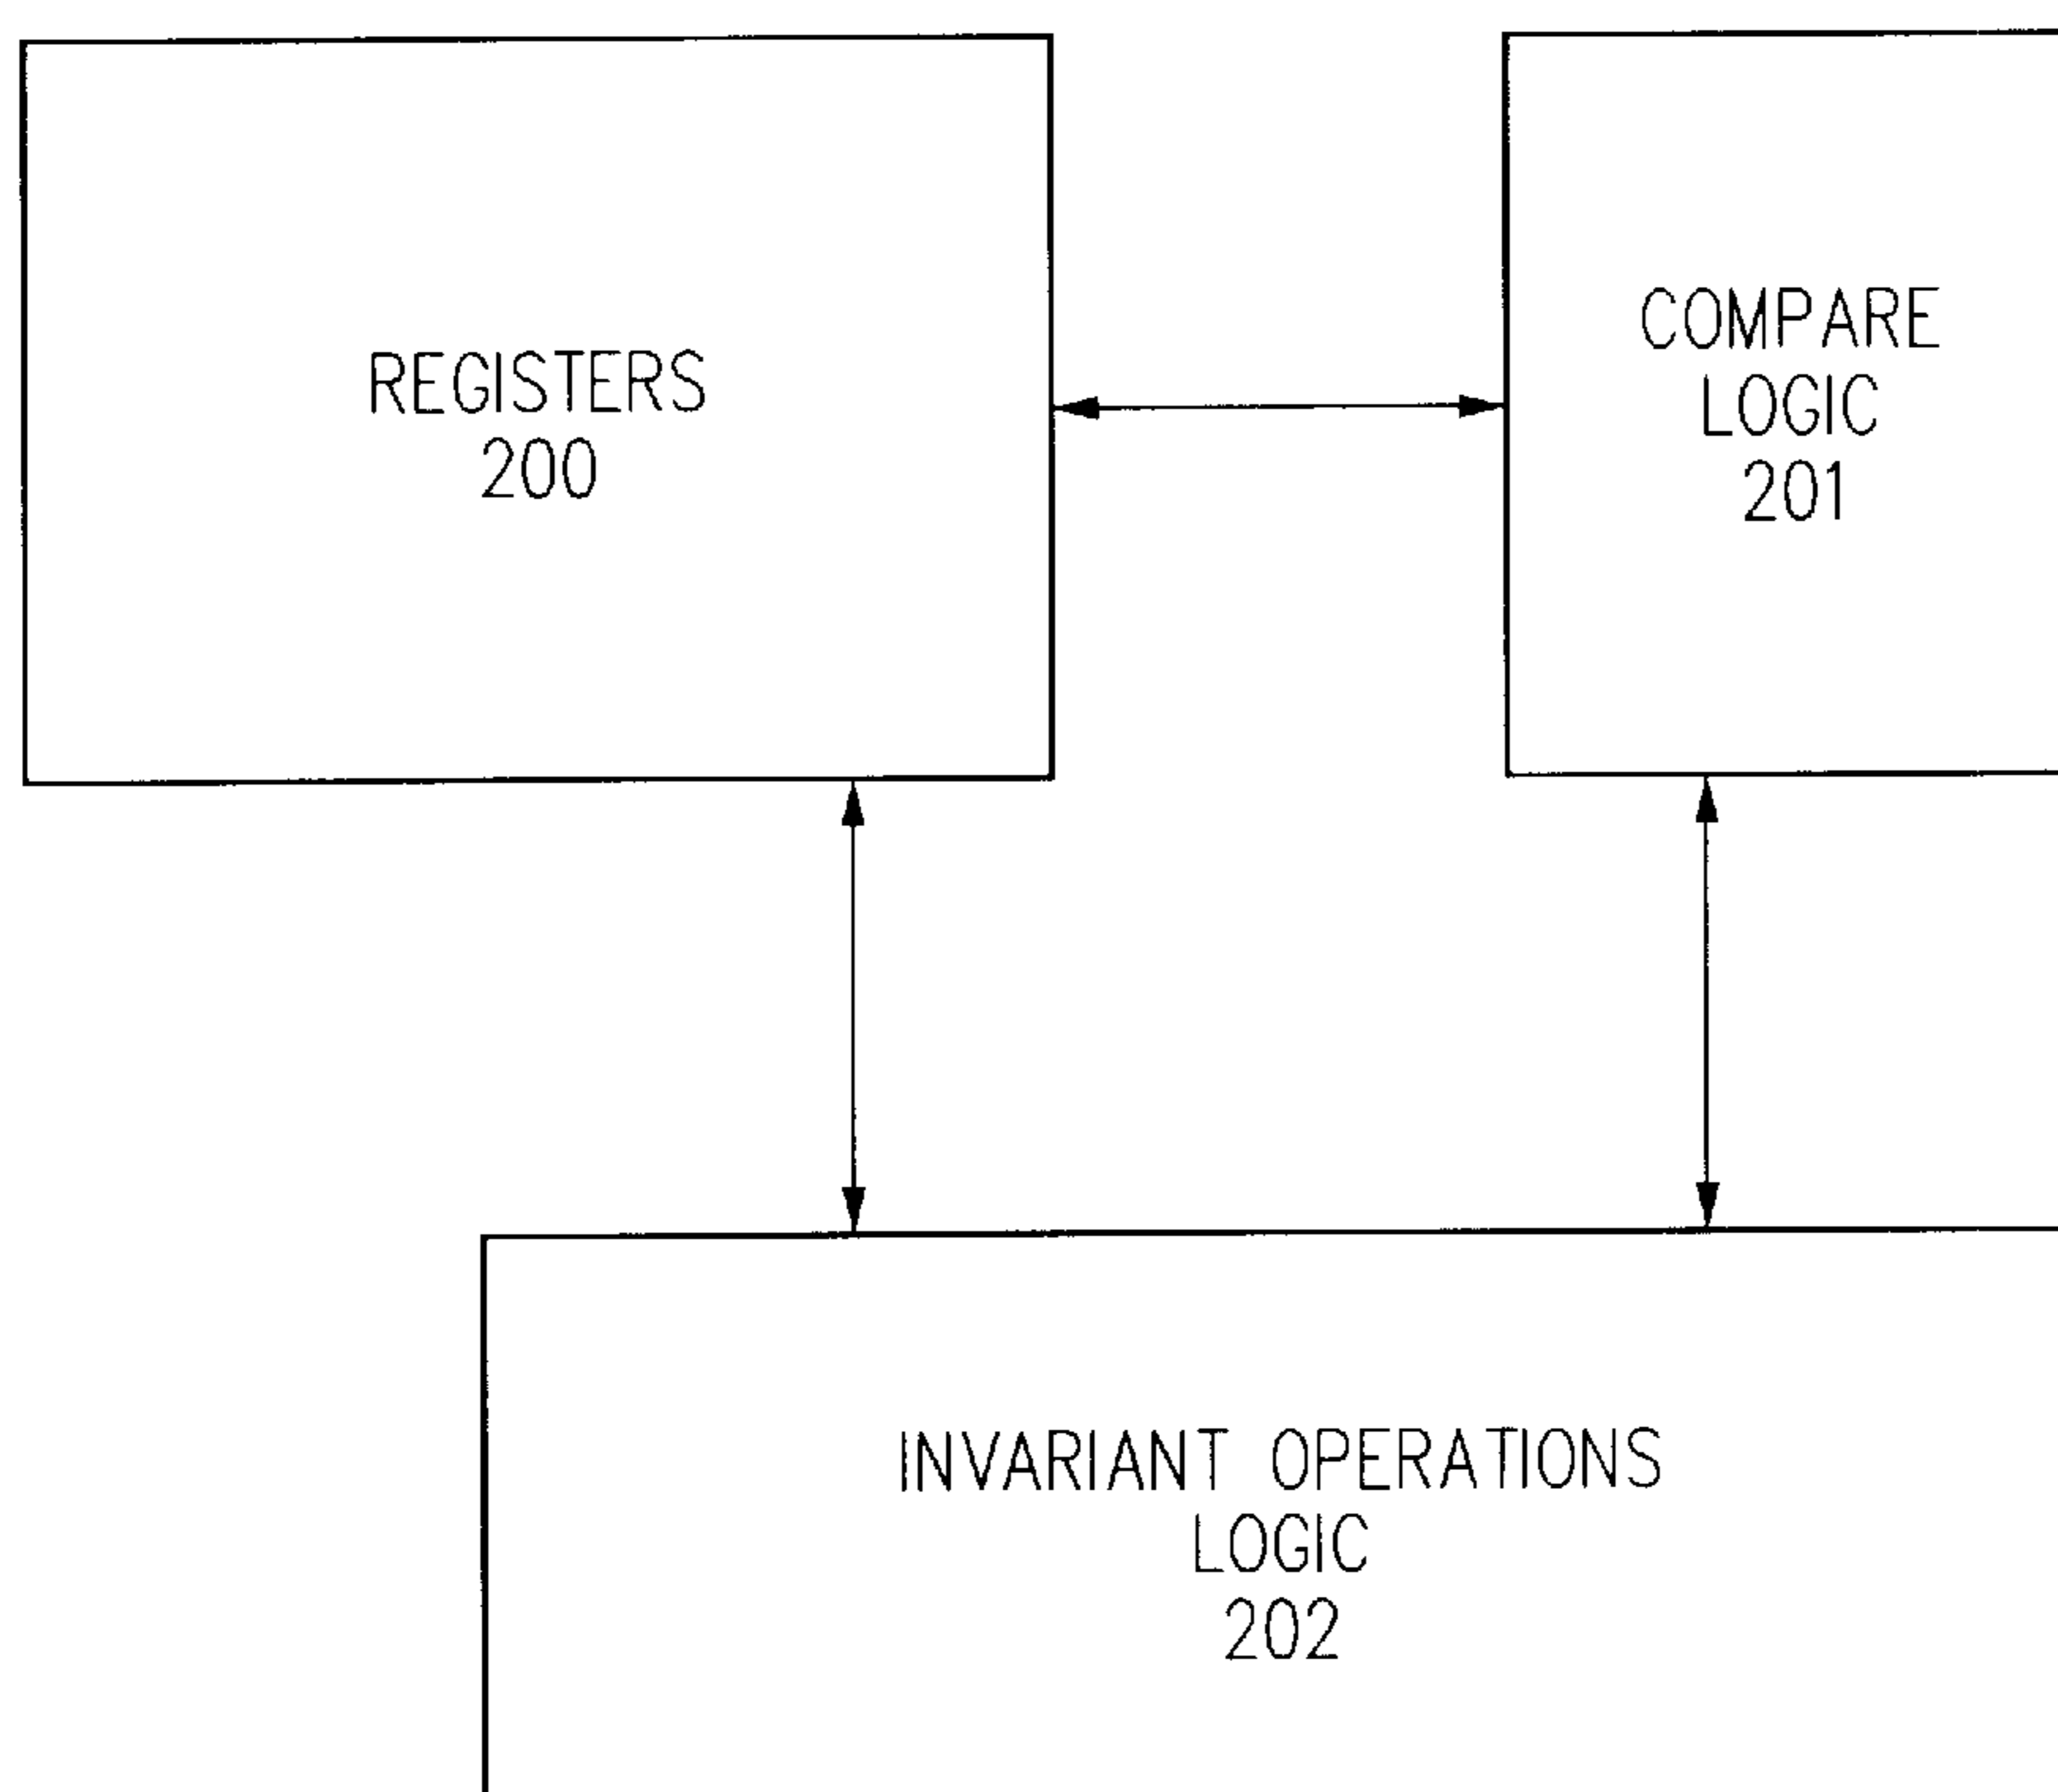 REGISTERS
200
COMPARE
LOGIC
201
INVARIANT OPERATIONS
LOGIC
202